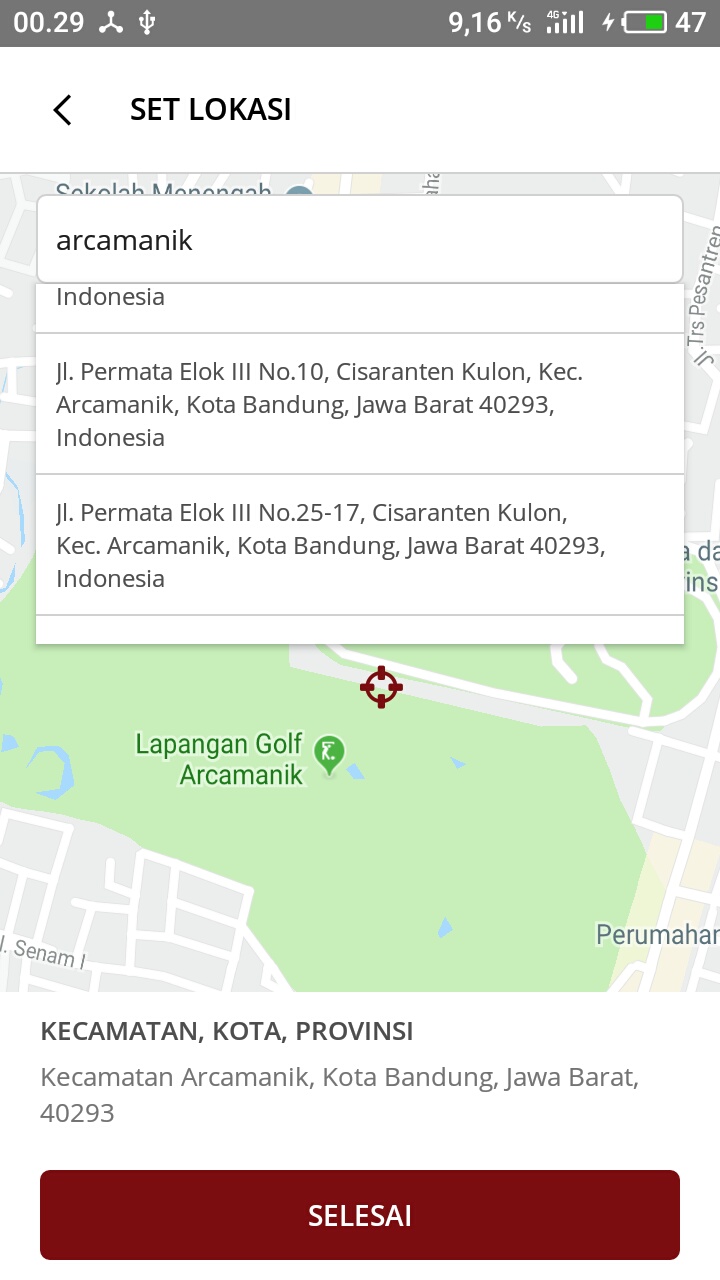 00.29 9,16 K/s 4G 47
SET LOKASI
Sekolah Menengah
arcamanik
Jl. Trs Pesantren
Indonesia
Jl. Permata Elok III No.10, Cisaranten Kulon, Kec.
Arcamanik, Kota Bandung, Jawa Barat 40293,
Indonesia
Jl. Permata Elok III No.25-17, Cisaranten Kulon,
Kec. Arcamanik, Kota Bandung, Jawa Barat 40293,
Indonesia
Lapangan Golf
Arcamanik
Perumahan
l. Senam I
KECAMATAN, KOTA, PROVINSI
Kecamatan Arcamanik, Kota Bandung, Jawa Barat,
40293
SELESAI